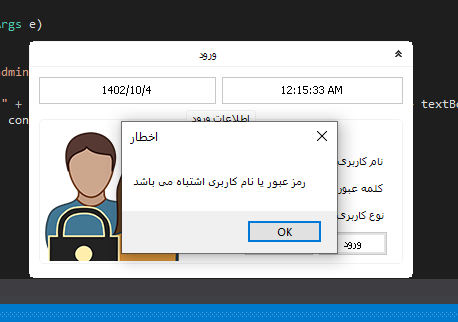 Args e)
ورود
admin
1402/10/4
12:15:33 AM
" +
textBo
con
اطلاعات ورود
اخطار
نام کاربری
رمز عبور یا نام کاربری اشتباه می باشد
کلمه عبور
نوع کاربری
OK
ورود